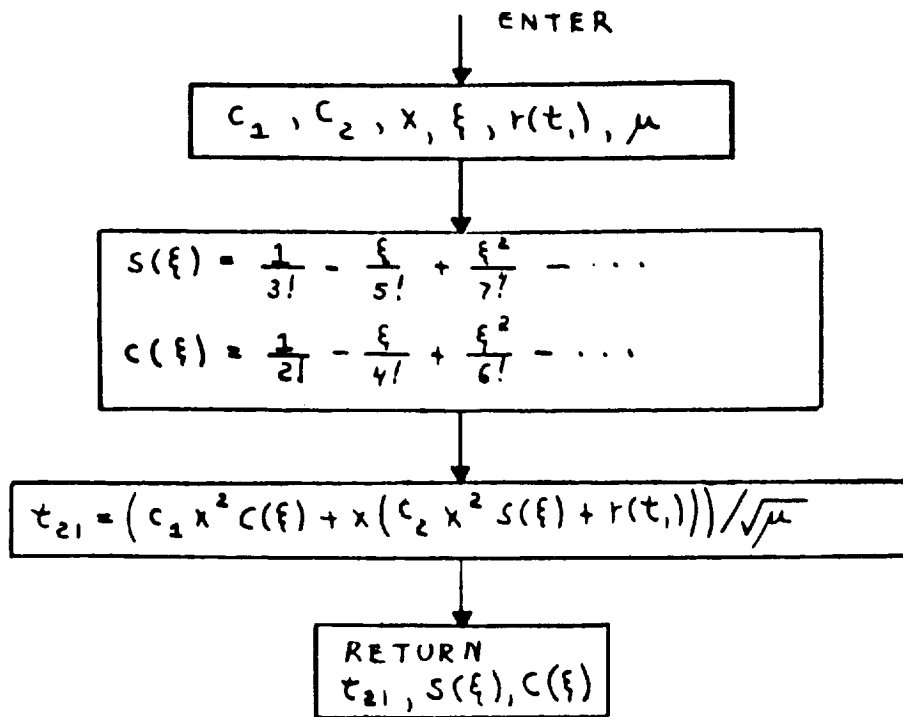 ENTER
C₁, C₂, x, ξ, r(t₁), μ
S(ξ) = 1/3! - ξ/5! + ξ²/7! - ···
C(ξ) = 1/2! - ξ/4! + ξ²/6! - ···
t₂₁ = (C₁ x² C(ξ) + x(C₂ x² S(ξ) + r(t₁)))/√μ
RETURN
t₂₁, S(ξ), C(ξ)